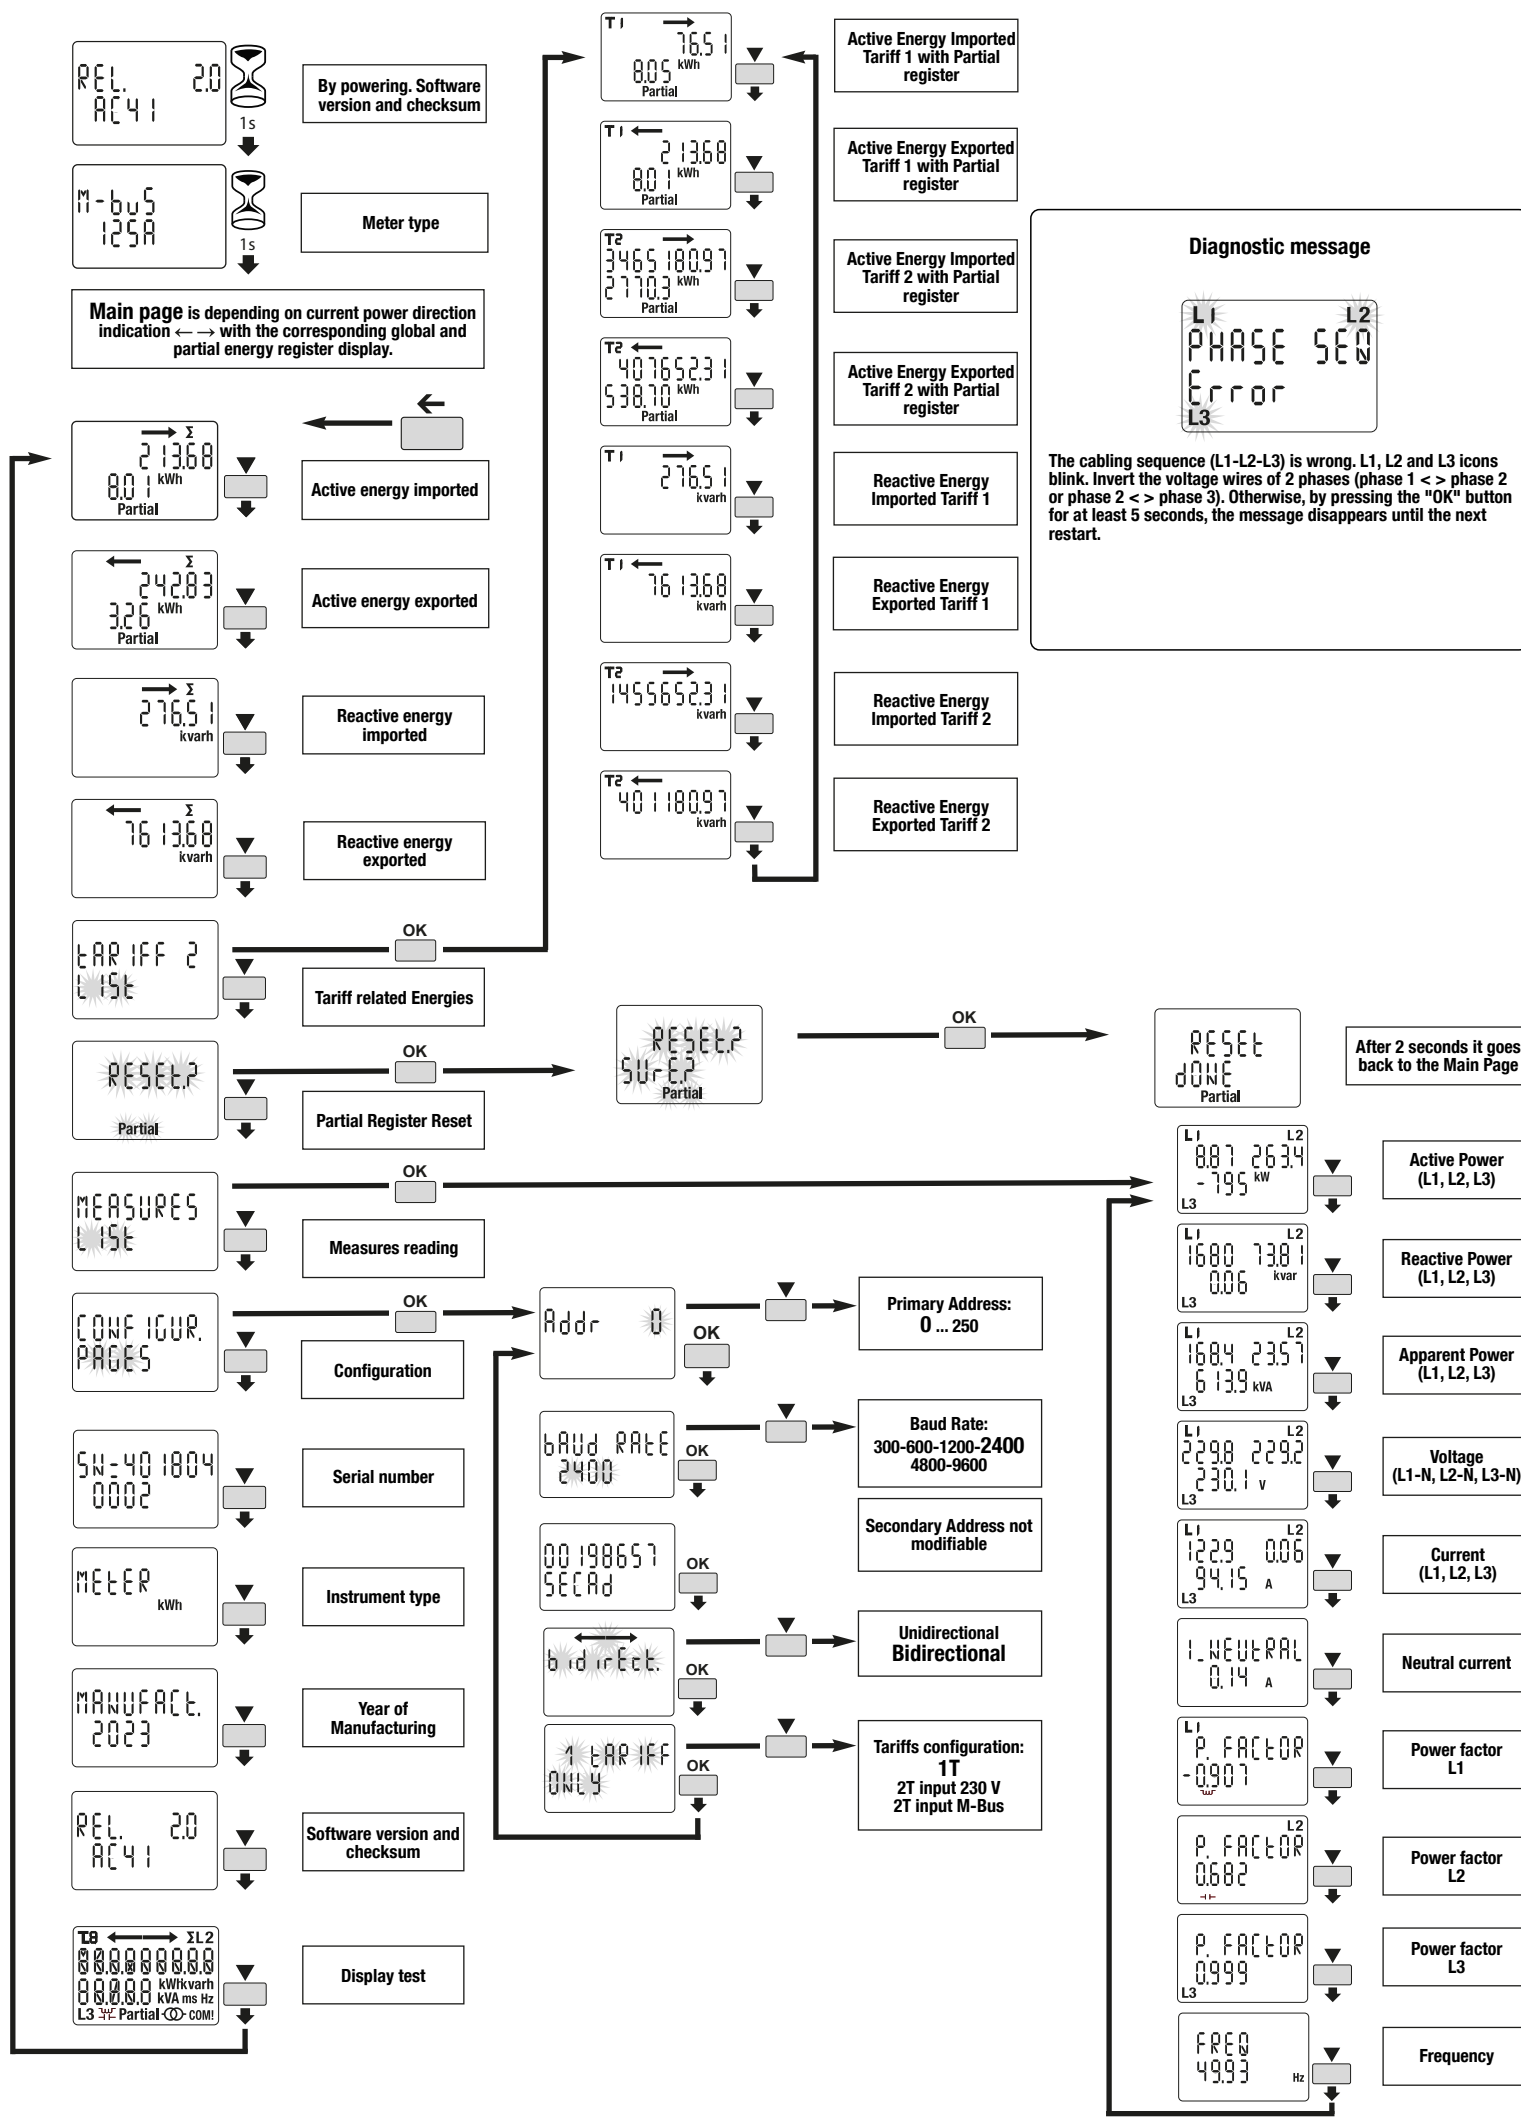 REL. 2.0
AC41
1s
By powering. Software
version and checksum
M-buS
125A
1s
Meter type
Main page is depending on current power direction
indication ←→ with the corresponding global and
partial energy register display.
←
→ Σ
213.68
8.01 kWh
Partial
Active energy imported
← Σ
242.83
3.26 kWh
Partial
Active energy exported
→ Σ
276.51
kvarh
Reactive energy
imported
← Σ
7613.68
kvarh
Reactive energy
exported
tARIFF 2
LISt
OK
Tariff related Energies
RESEt.?
Partial
OK
Partial Register Reset
RESEt.?
SUrE.?
Partial
OK
RESEt
dONE
Partial
After 2 seconds it goes
back to the Main Page
MEASURES
LISt
OK
Measures reading
CONFIGUR.
PAGES
OK
Configuration
SN=401804
0002
Serial number
MEtER
kWh
Instrument type
MANUFACt.
2023
Year of
Manufacturing
REL. 2.0
AC41
Software version and
checksum
T.8 ← → ΣL2
kWhkvarh
kVA ms Hz
L3 Partial COM!
Display test
T1 →
76.51
8.05 kWh
Partial
Active Energy Imported
Tariff 1 with Partial
register
T1 ←
213.68
8.01 kWh
Partial
Active Energy Exported
Tariff 1 with Partial
register
T2 →
3465180.97
2770.3 kWh
Partial
Active Energy Imported
Tariff 2 with Partial
register
T2 ←
407652.31
538.70 kWh
Partial
Active Energy Exported
Tariff 2 with Partial
register
T1 →
276.51
kvarh
Reactive Energy
Imported Tariff 1
T1 ←
7613.68
kvarh
Reactive Energy
Exported Tariff 1
T2 →
1455652.31
kvarh
Reactive Energy
Imported Tariff 2
T2 ←
401180.97
kvarh
Reactive Energy
Exported Tariff 2
Diagnostic message
L1 L2
PHASE SEQ
Error
L3
The cabling sequence (L1-L2-L3) is wrong. L1, L2 and L3 icons
blink. Invert the voltage wires of 2 phases (phase 1 < > phase 2
or phase 2 < > phase 3). Otherwise, by pressing the "OK" button
for at least 5 seconds, the message disappears until the next
restart.
Addr 0
OK
Primary Address:
0 ... 250
bAUd RAtE
2400
OK
Baud Rate:
300-600-1200-2400
4800-9600
Secondary Address not
modifiable
00198657
SECAd
OK
bidirEct.
OK
Unidirectional
Bidirectional
1 tARIFF
ONLY
OK
Tariffs configuration:
1T
2T input 230 V
2T input M-Bus
L1 L2
8.87 263.4
-795 kW
L3
Active Power
(L1, L2, L3)
L1 L2
1680 73.81
0.06 kvar
L3
Reactive Power
(L1, L2, L3)
L1 L2
168.4 23.57
613.9 kVA
L3
Apparent Power
(L1, L2, L3)
L1 L2
229.8 229.2
230.1 V
L3
Voltage
(L1-N, L2-N, L3-N)
L1 L2
122.9 0.06
94.15 A
L3
Current
(L1, L2, L3)
I_NEUtRAL
0.14 A
Neutral current
L1
P. FACtOR
-0.907
Power factor
L1
L2
P. FACtOR
0.682
Power factor
L2
P. FACtOR
0.999
L3
Power factor
L3
FREQ
49.93 Hz
Frequency